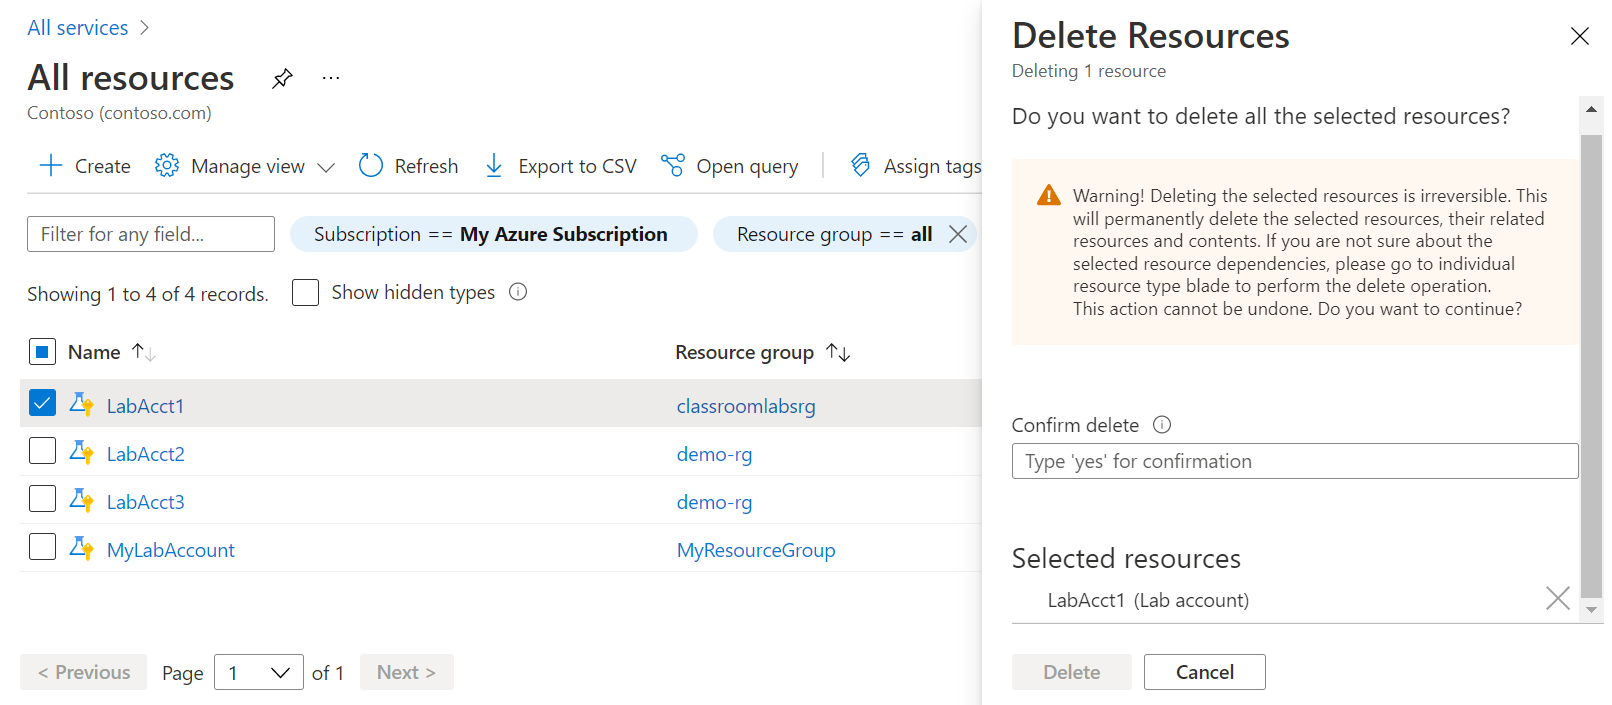 All services
All resources
...
Contoso (contoso.com)
Create
Manage view
Refresh
Export to CSV
Open query
Assign tags
Filter for any field...
Subscription == My Azure Subscription
Resource group == all
Showing 1 to 4 of 4 records.
Show hidden types
Name
Resource group
LabAcct1
classroomlabsrg
LabAcct2
demo-rg
LabAcct3
demo-rg
MyLabAccount
MyResourceGroup
< Previous
Page
1
of 1
Next >
Delete Resources
Deleting 1 resource
Do you want to delete all the selected resources?
Warning! Deleting the selected resources is irreversible. This
will permanently delete the selected resources, their related
resources and contents. If you are not sure about the
selected resource dependencies, please go to individual
resource type blade to perform the delete operation.
This action cannot be undone. Do you want to continue?
Confirm delete
Type 'yes' for confirmation
Selected resources
LabAcct1 (Lab account)
Delete
Cancel